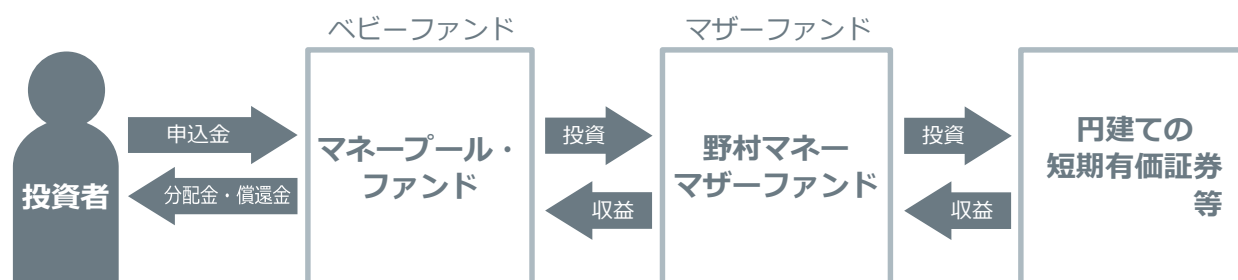 ベビーファンド
マザーファンド
投資者
申込金
分配金・償還金
マネープール・
ファンド
投資
収益
野村マネー
マザーファンド
投資
収益
円建ての
短期有価証券
等